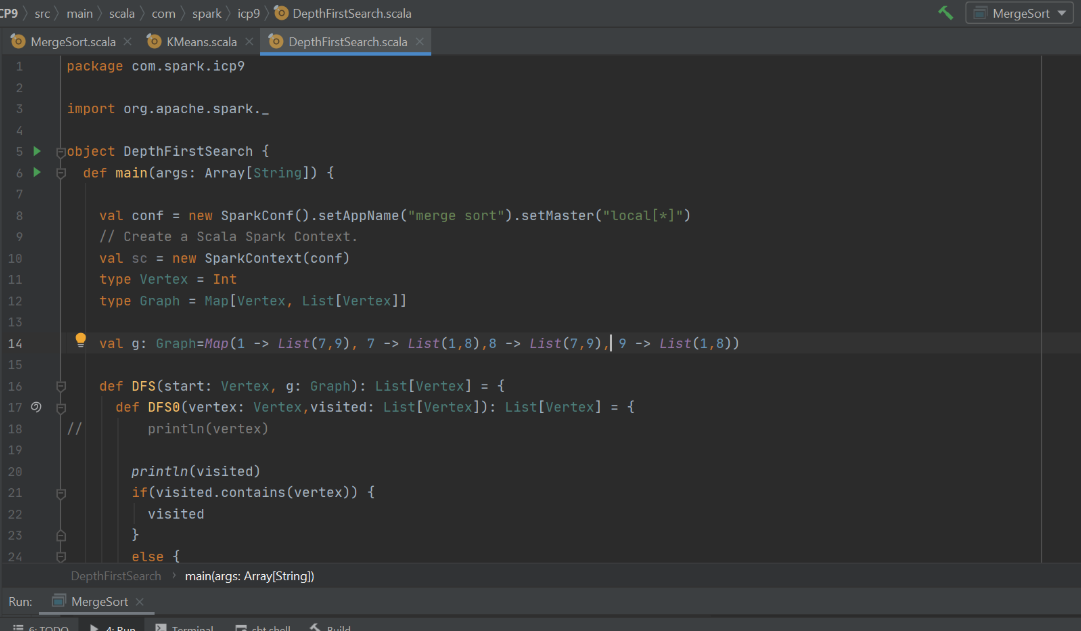 CP9 src main scala com spark icp9 DepthFirstSearch.scala MergeSort
MergeSort.scala KMeans.scala DepthFirstSearch.scala
1 package com.spark.icp9
2
3 import org.apache.spark._
4
5 object DepthFirstSearch {
6 def main(args: Array[String]) {
7
8 val conf = new SparkConf().setAppName("merge sort").setMaster("local[*]")
9 // Create a Scala Spark Context.
10 val sc = new SparkContext(conf)
11 type Vertex = Int
12 type Graph = Map[Vertex, List[Vertex]]
13
14 val g: Graph=Map(1 -> List(7,9), 7 -> List(1,8),8 -> List(7,9), 9 -> List(1,8))
15
16 def DFS(start: Vertex, g: Graph): List[Vertex] = {
17 def DFS0(vertex: Vertex,visited: List[Vertex]): List[Vertex] = {
18 // println(vertex)
19
20 println(visited)
21 if(visited.contains(vertex)) {
22 visited
23 }
24 else {
DepthFirstSearch main(args: Array[String])
Run: MergeSort
6: TODO 4: Run Terminal sbt shell Build